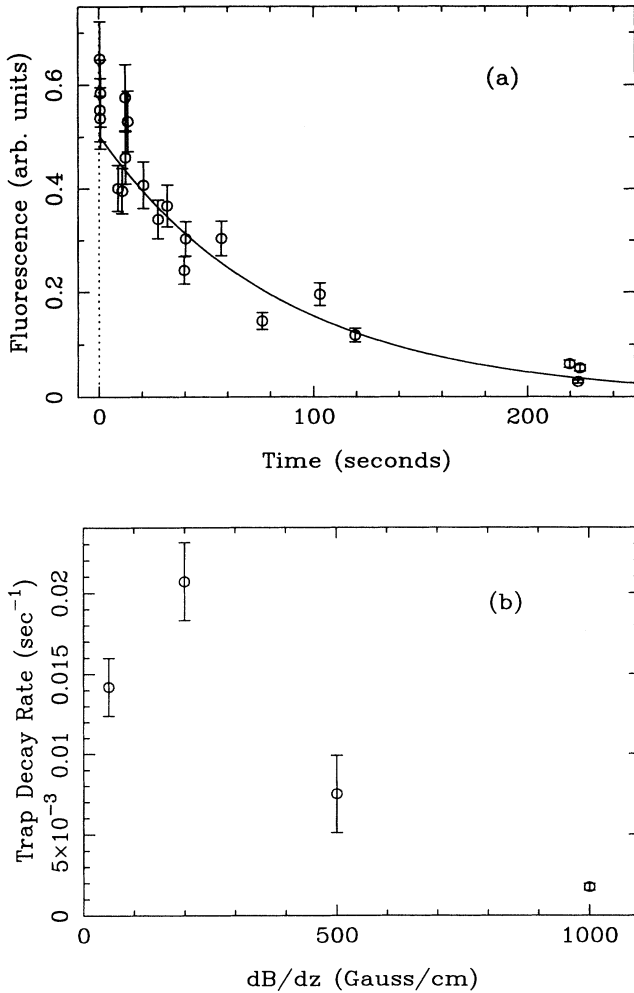 (a)
Fluorescence (arb. units)
0.6
0.4
0.2
0
0
100
200
Time (seconds)
(b)
Trap Decay Rate (sec⁻¹)
0.02
0.015
0.01
5×10⁻³
0
0
500
1000
dB/dz (Gauss/cm)